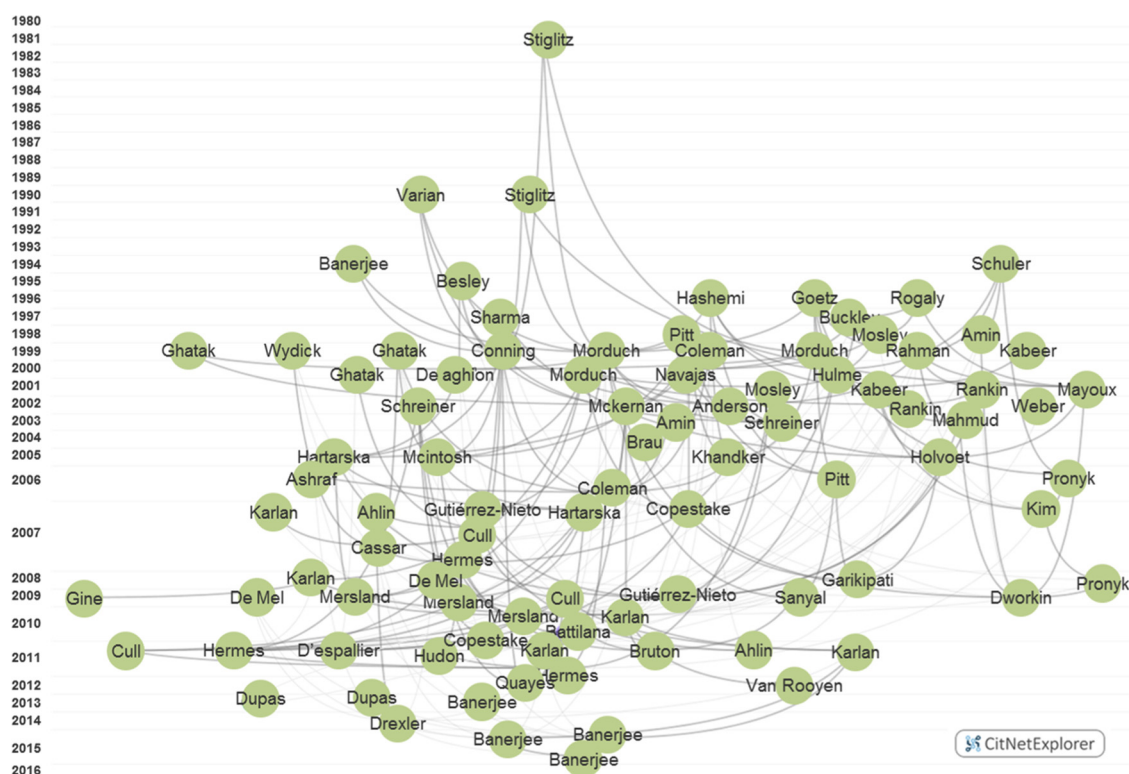 1980
1981
Stiglitz
1982
1983
1984
1985
1986
1987
1988
1989
1990
Varian Stiglitz
1991
1992
1993
1994
Banerjee Schuler
1995
Besley
1996
Hashemi Goetz Rogaly
1997
Sharma Buckley
1998
Pitt Mosley Amin
1999
Ghatak Wydick Ghatak Conning Morduch Coleman Morduch Rahman Kabeer
2000
Ghatak De aghion Morduch Navajas Hulme
2001
Mosley Kabeer Rankin Mayoux
2002
Schreiner Mckernan Anderson Rankin Weber
2003
Amin Schreiner Mahmud
2004
Brau
2005
Hartarska Mcintosh Khandker Holvoet
2006
Ashraf Coleman Pitt Pronyk
Karlan Ahlin Gutiérrez-Nieto Hartarska Copestake Kim
2007
Cull
Cassar Hermes
2008
Karlan De Mel Garikipati Pronyk
2009
Gine De Mel Mersland Mersland Cull Gutiérrez-Nieto Sanyal Dworkin
2010
Mersland Karlan
Battilana
Copestake
2011
Cull Hermes D'espallier Hudon Karlan Bruton Ahlin Karlan
Hermes
2012
Quayes Van Rooyen
2013
Dupas Dupas Banerjee
2014
Drexler
Banerjee Banerjee
2015
Banerjee
2016
CitNetExplorer